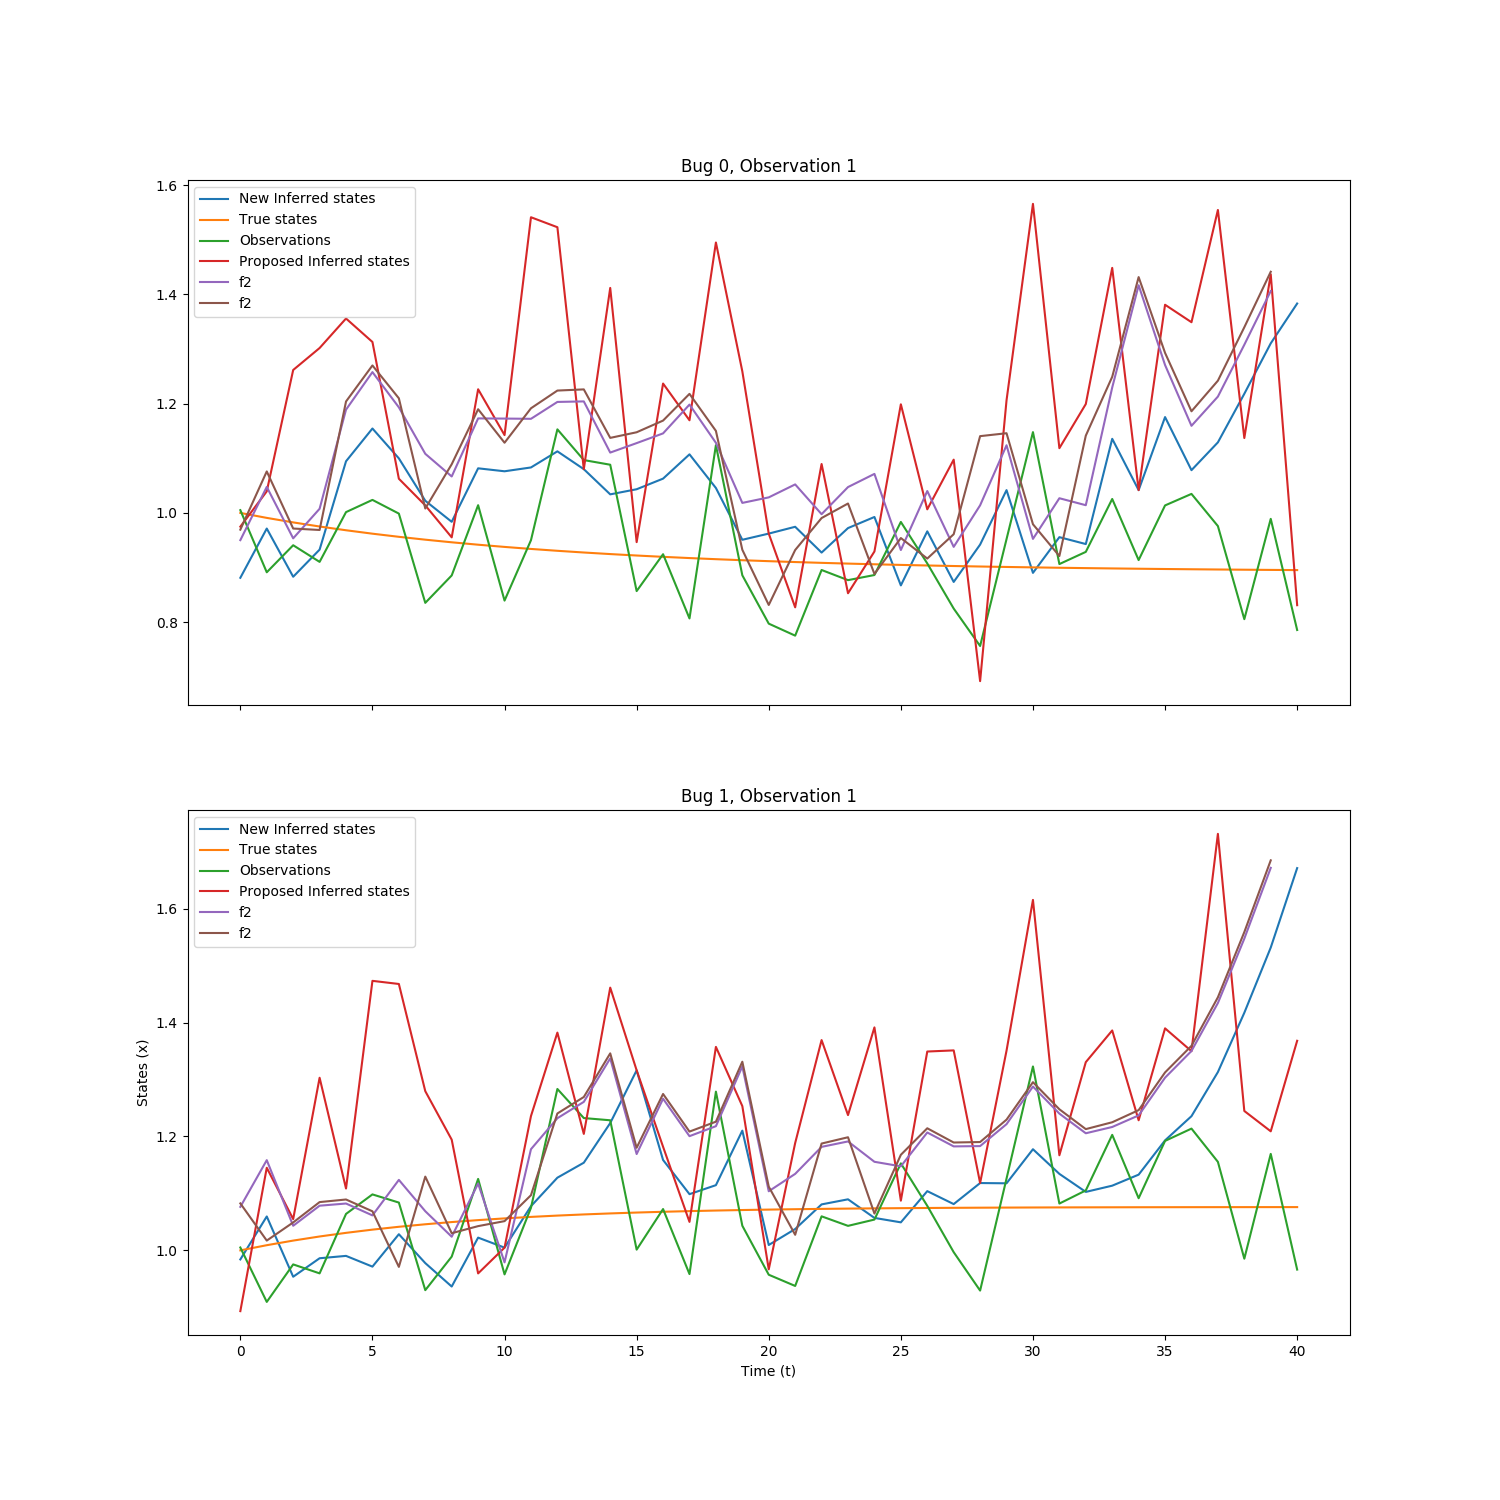 Bug 0, Observation 1
New Inferred states
True states
Observations
Proposed Inferred states
f2
f2
1.6
1.4
1.2
1.0
0.8
Bug 1, Observation 1
New Inferred states
True states
Observations
Proposed Inferred states
f2
f2
1.6
1.4
1.2
1.0
States (x)
0 5 10 15 20 25 30 35 40
Time (t)